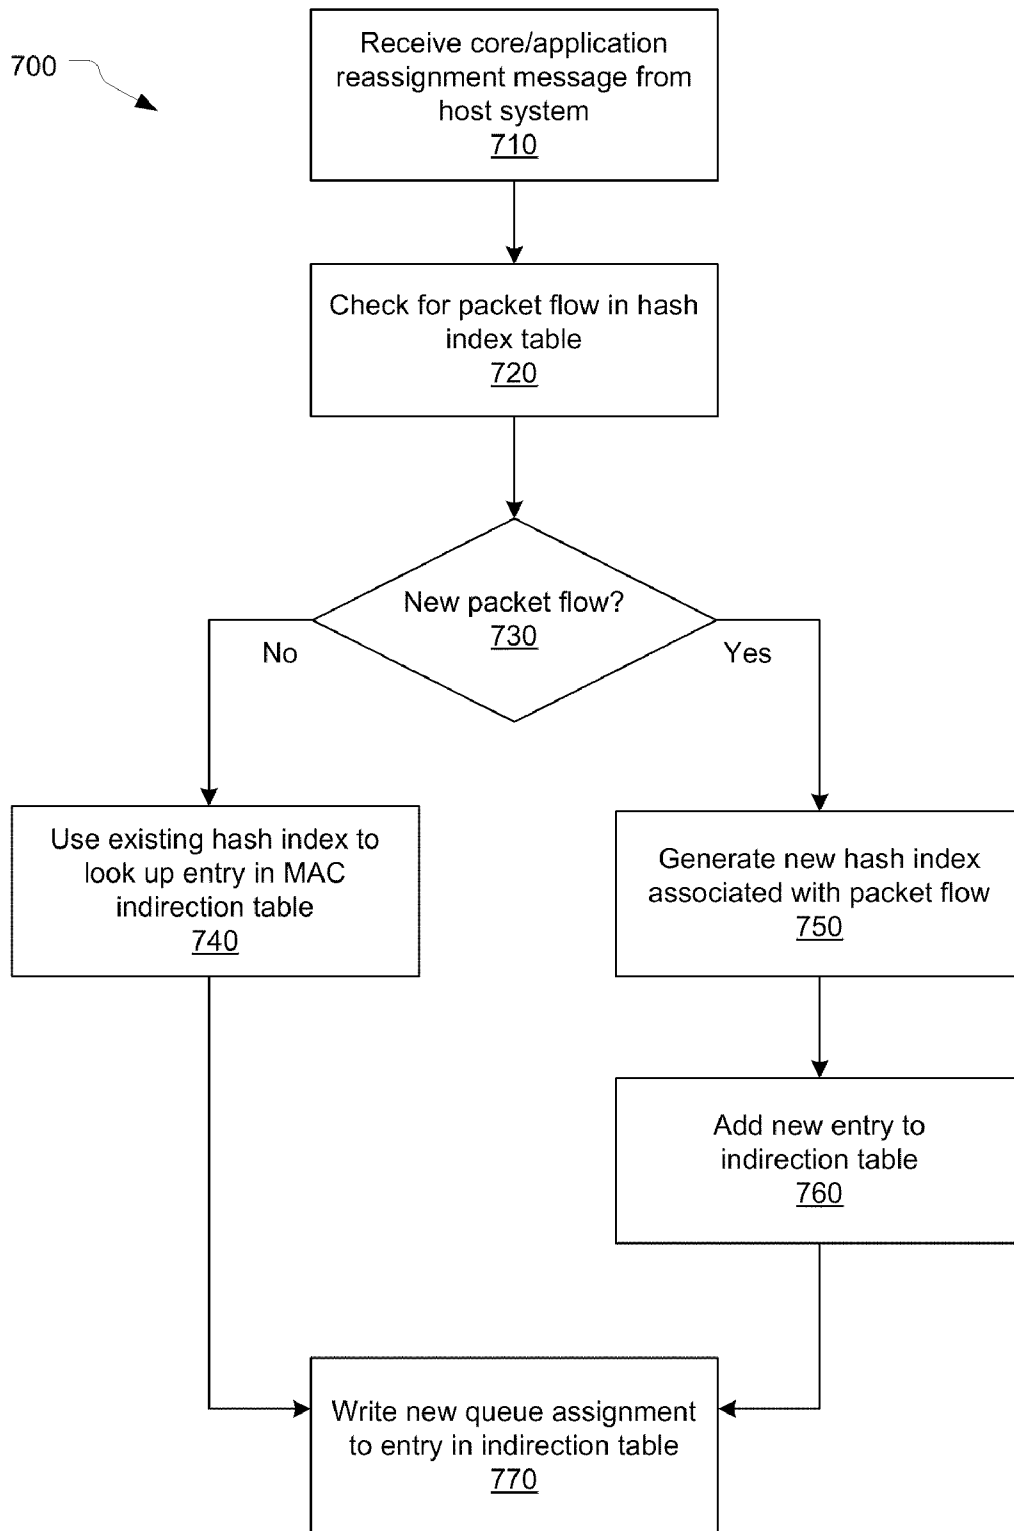 700
Receive core/application
reassignment message from
host system
710
Check for packet flow in hash
index table
720
New packet flow?
730
No
Yes
Use existing hash index to
look up entry in MAC
indirection table
740
Generate new hash index
associated with packet flow
750
Add new entry to
indirection table
760
Write new queue assignment
to entry in indirection table
770